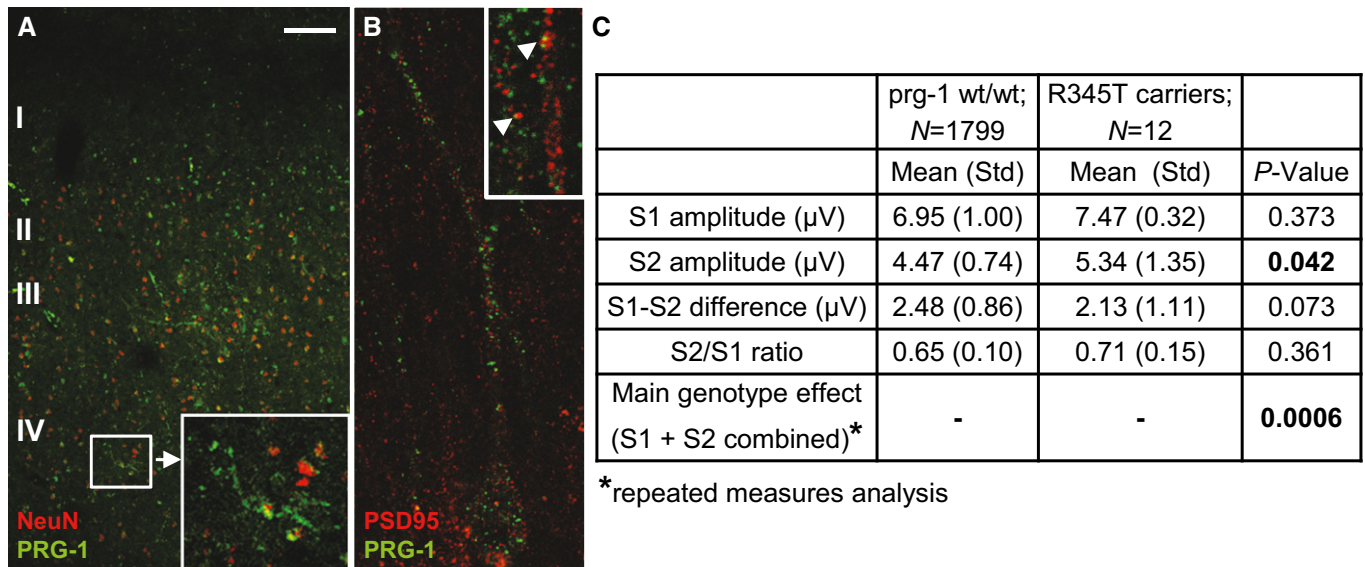 A
I
II
III
IV
NeuN
PRG-1
B
PSD95
PRG-1
C
prg-1 wt/wt; R345T carriers;
N=1799 N=12
Mean (Std) Mean (Std) P-Value
S1 amplitude (µV) 6.95 (1.00) 7.47 (0.32) 0.373
S2 amplitude (µV) 4.47 (0.74) 5.34 (1.35) 0.042
S1-S2 difference (µV) 2.48 (0.86) 2.13 (1.11) 0.073
S2/S1 ratio 0.65 (0.10) 0.71 (0.15) 0.361
Main genotype effect
(S1 + S2 combined)* - - 0.0006
*repeated measures analysis